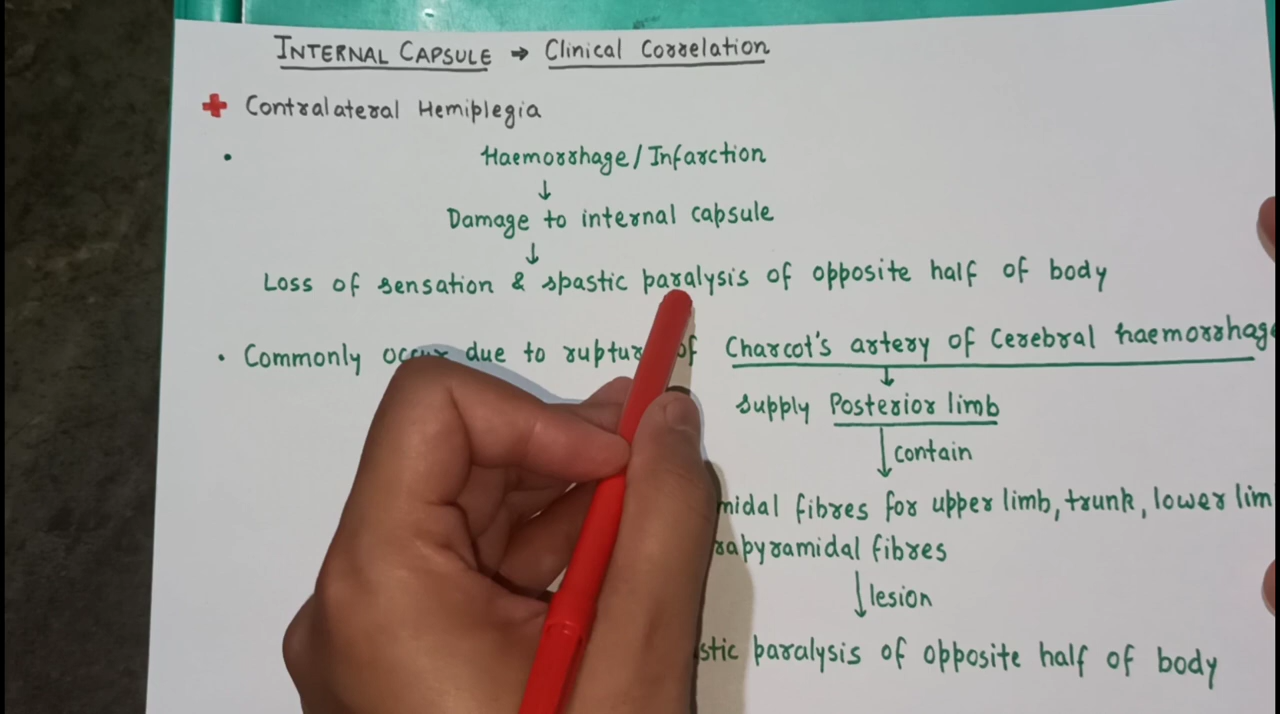 INTERNAL CAPSULE → Clinical Correlation
+ Contralateral Hemiplegia
• Haemorrhage/Infarction
↓
Damage to internal capsule
↓
Loss of sensation & spastic paralysis of opposite half of body
• Commonly occur due to rupture of Charcot's artery of Cerebral haemorrhag
↓
supply Posterior limb
↓ contain
midal fibres for upper limb, trunk, lower lim
rapyramidal fibres
↓ lesion
stic paralysis of opposite half of body